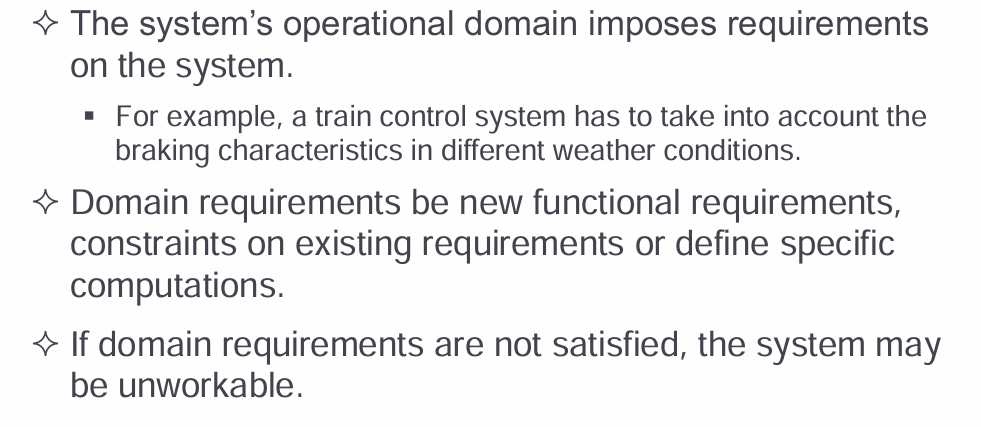 ✧ The system’s operational domain imposes requirements
on the system.
▪ For example, a train control system has to take into account the
braking characteristics in different weather conditions.
✧ Domain requirements be new functional requirements,
constraints on existing requirements or define specific
computations.
✧ If domain requirements are not satisfied, the system may
be unworkable.